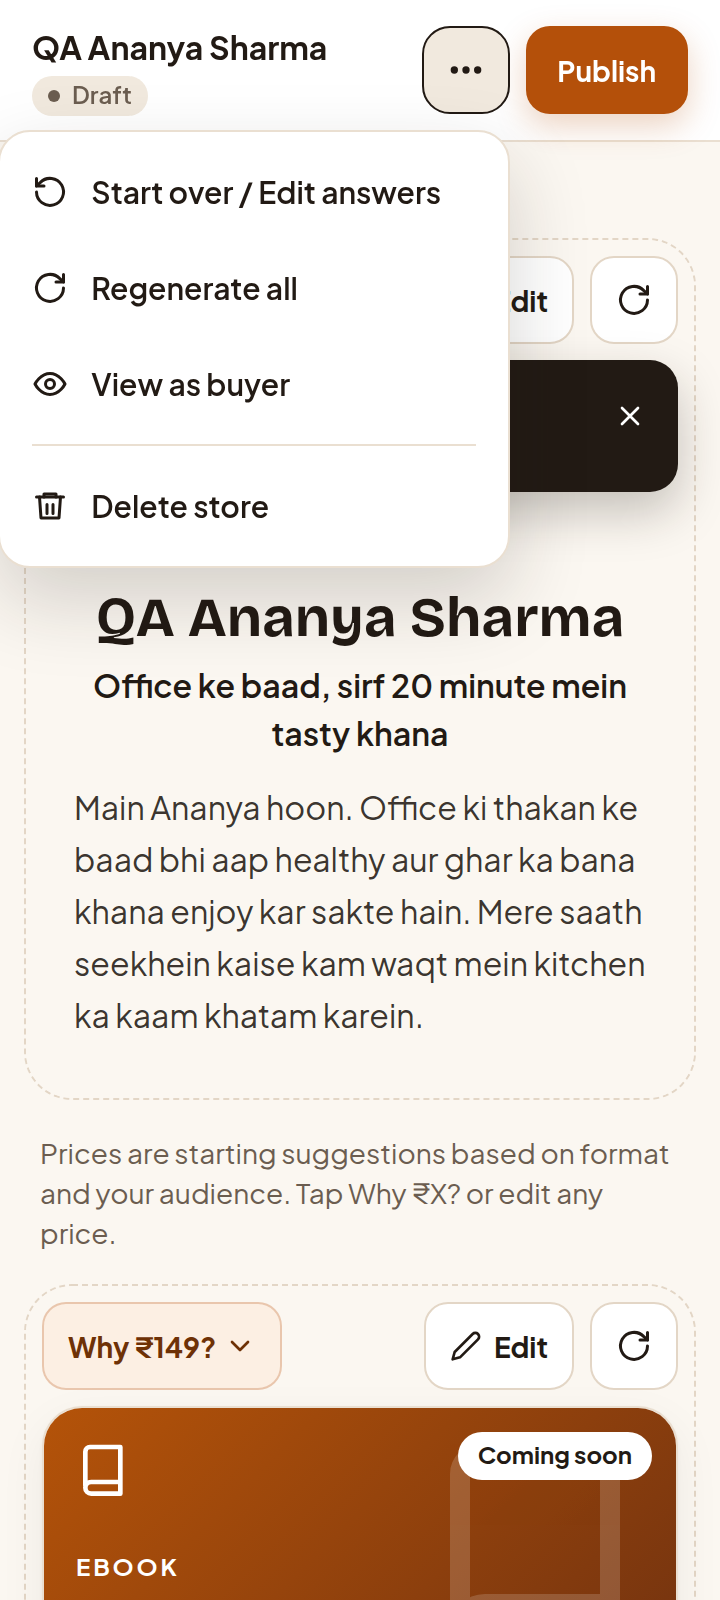 QA Ananya Sharma
Draft
Publish
Start over / Edit answers
Regenerate all
View as buyer
Delete store
dit
QA Ananya Sharma
Office ke baad, sirf 20 minute mein
tasty khana
Main Ananya hoon. Office ki thakan ke
baad bhi aap healthy aur ghar ka bana
khana enjoy kar sakte hain. Mere saath
seekhein kaise kam waqt mein kitchen
ka kaam khatam karein.
Prices are starting suggestions based on format
and your audience. Tap Why ₹X? or edit any
price.
Why ₹149?
Edit
Coming soon
EBOOK